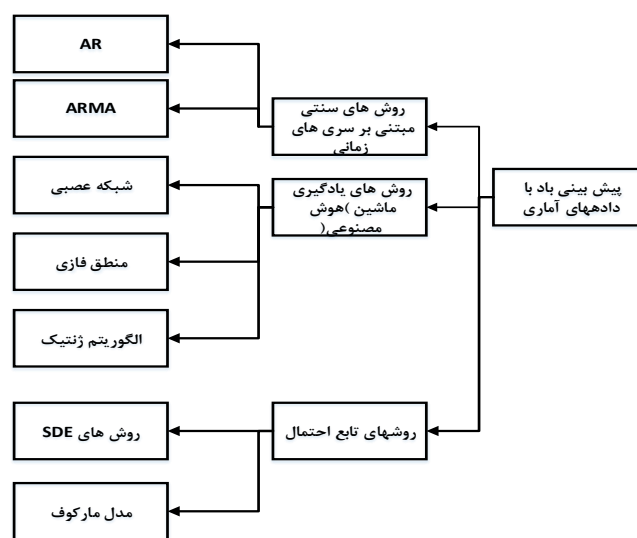 پیش بینی باد با
دادههای آماری
روش های سنتی
مبتنی بر سری های
زمانی
AR
ARMA
روش های یادگیری
ماشین )هوش
مصنوعی(
شبکه عصبی
منطق فازی
الگوریتم ژنتیک
روشهای تابع احتمال
روش های SDE
مدل مارکوف